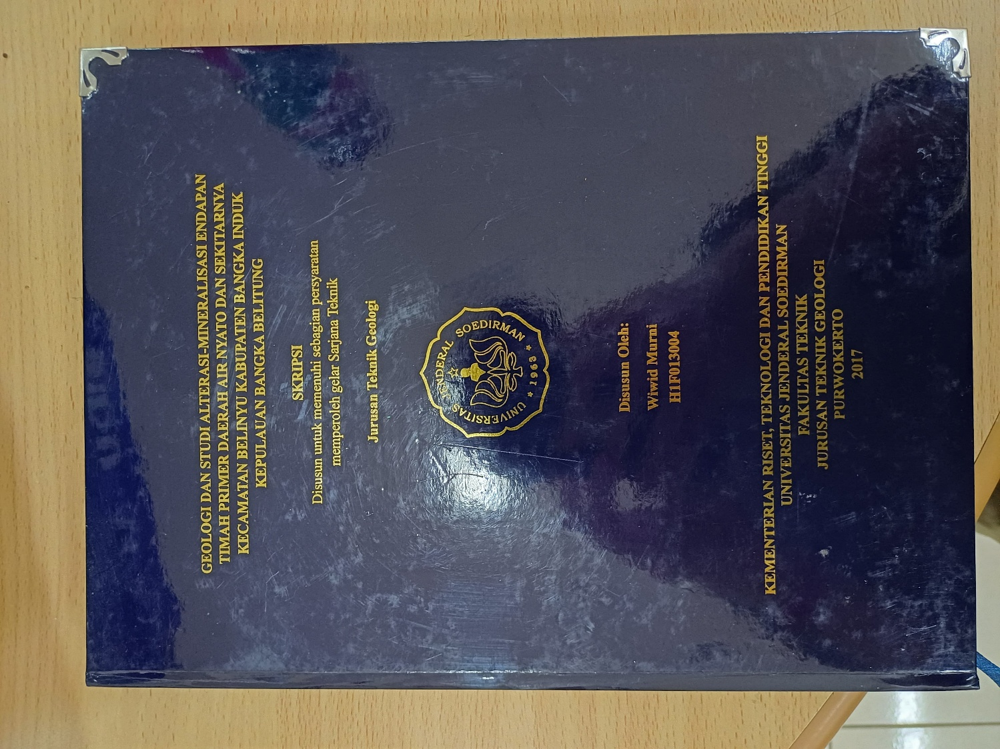 GEOLOGI DAN STUDI ALTERASI-MINERALISASI ENDAPAN
TIMAH PRIMER DAERAH AIR NYATO DAN SEKITARNYA
KECAMATAN BELINYU KABUPATEN BANGKA INDUK
KEPULAUAN BANGKA BELITUNG
SKRIPSI
Disusun untuk memenuhi sebagian persyaratan
memperoleh gelar Sarjana Teknik
Jurusan Teknik Geologi
UNIVERSITAS JENDERAL SOEDIRMAN
1963
Disusun Oleh:
Wiwid Murni
H1F013004
KEMENTERIAN RISET, TEKNOLOGI DAN PENDIDIKAN TINGGI
UNIVERSITAS JENDERAL SOEDIRMAN
FAKULTAS TEKNIK
JURUSAN TEKNIK GEOLOGI
PURWOKERTO
2017